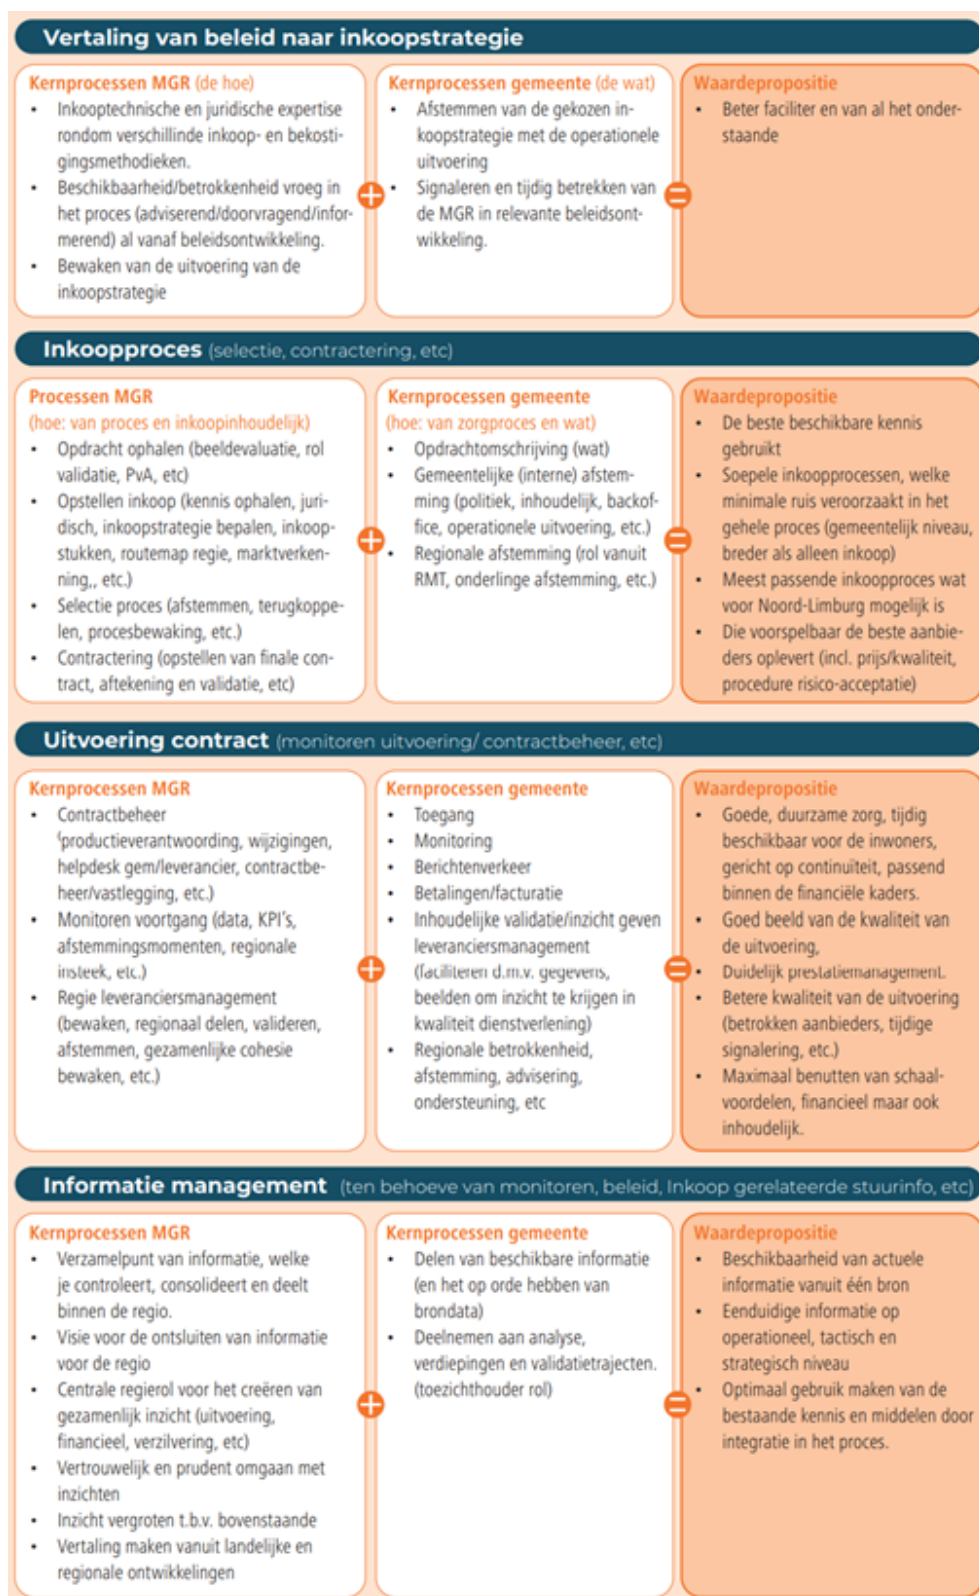 Vertaling van beleid naar inkoopstrategie
Kernprocessen MGR (de hoe)
• Inkooptechnische en juridische expertise
rondom verschillinde inkoop- en bekosti-
gingsmethodieken.
• Beschikbaarheid/betrokkenheid vroeg in
het proces (adviserend/doorvragend/infor-
merend) al vanaf beleidsontwikkeling.
• Bewaken van de uitvoering van de
inkoopstrategie
+
Kernprocessen gemeente (de wat)
• Afstemmen van de gekozen in-
koopstrategie met de operationele
uitvoering
• Signaleren en tijdig betrekken van
de MGR in relevante beleidsont-
wikkeling.
=
Waardepropositie
• Beter faciliter en van al het onder-
staande
Inkoopproces (selectie, contractering, etc)
Processen MGR
(hoe: van proces en inkoopinhoudelijk)
• Opdracht ophalen (beeldevaluatie, rol
validatie, PvA, etc)
• Opstellen inkoop (kennis ophalen, juri-
disch, inkoopstrategie bepalen, inkoop-
stukken, routemap regie, marktverken-
ning,, etc.)
• Selectie proces (afstemmen, terugkoppe-
len, procesbewaking, etc.)
• Contractering (opstellen van finale con-
tract, aftekening en validatie, etc)
+
Kernprocessen gemeente
(hoe: van zorgproces en wat)
• Opdrachtomschrijving (wat)
• Gemeentelijke (interne) afstem-
ming (politiek, inhoudelijk, backof-
fice, operationele uitvoering, etc.)
• Regionale afstemming (rol vanuit
RMT, onderlinge afstemming, etc.)
=
Waardepropositie
• De beste beschikbare kennis
gebruikt
• Soepele inkoopprocessen, welke
minimale ruis veroorzaakt in het
gehele proces (gemeentelijk niveau,
breder als alleen inkoop)
• Meest passende inkoopproces wat
voor Noord-Limburg mogelijk is
• Die voorspelbaar de beste aanbie-
ders oplevert (incl. prijs/kwaliteit,
procedure risico-acceptatie)
Uitvoering contract (monitoren uitvoering/ contractbeheer, etc)
Kernprocessen MGR
• Contractbeheer
(productieverantwoording, wijzigingen,
helpdesk gem/leverancier, contractbe-
heer/vastlegging, etc.)
• Monitoren voortgang (data, KPI's,
afstemmingsmomenten, regionale
insteek, etc.)
• Regie leveranciersmanagement
(bewaken, regionaal delen, valideren,
afstemmen, gezamenlijke cohesie
bewaken, etc.)
+
Kernprocessen gemeente
• Toegang
• Monitoring
• Berichtenverkeer
• Betalingen/facturatie
• Inhoudelijke validatie/inzicht geven
leveranciersmanagement
(faciliteren d.m.v. gegevens,
beelden om inzicht te krijgen in
kwaliteit dienstverlening)
• Regionale betrokkenheid,
afstemming, advisering,
ondersteuning, etc
=
Waardepropositie
• Goede, duurzame zorg, tijdig
beschikbaar voor de inwoners,
gericht op continuïteit, passend
binnen de financiële kaders.
• Goed beeld van de kwaliteit van
de uitvoering,
• Duidelijk prestatiemanagement.
• Betere kwaliteit van de uitvoering
(betrokken aanbieders, tijdige
signalering, etc.)
• Maximaal benutten van schaal-
voordelen, financieel maar ook
inhoudelijk.
Informatie management (ten behoeve van monitoren, beleid, Inkoop gerelateerde stuurinfo, etc)
Kernprocessen MGR
• Verzamelpunt van informatie, welke
je controleert, consolideert en deelt
binnen de regio.
• Visie voor de ontsluiten van informatie
voor de regio
• Centrale regierol voor het creëren van
gezamenlijk inzicht (uitvoering,
financieel, verzilvering, etc)
• Vertrouwelijk en prudent omgaan met
inzichten
• Inzicht vergroten t.b.v. bovenstaande
• Vertaling maken vanuit landelijke en
regionale ontwikkelingen
+
Kernprocessen gemeente
• Delen van beschikbare informatie
(en het op orde hebben van
brondata)
• Deelnemen aan analyse,
verdiepingen en validatietrajecten.
(toezichthouder rol)
=
Waardepropositie
• Beschikbaarheid van actuele
informatie vanuit één bron
• Eenduidige informatie op
operationeel, tactisch en
strategisch niveau
• Optimaal gebruik maken van de
bestaande kennis en middelen door
integratie in het proces.